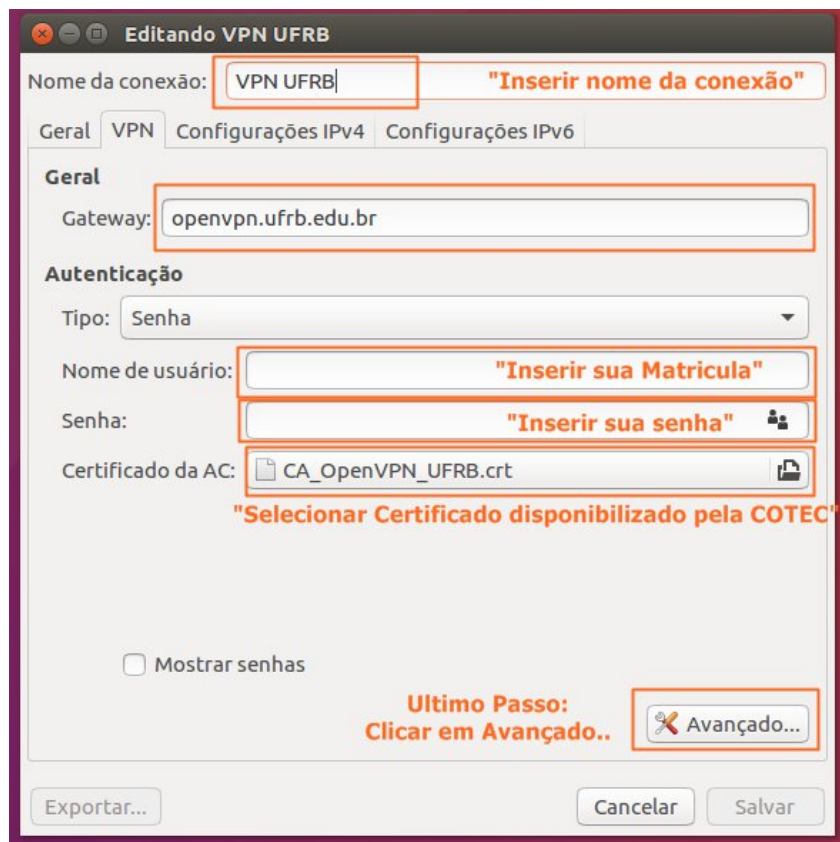 Editando VPN UFRB
Nome da conexão: VPN UFRB "Inserir nome da conexão"
Geral VPN Configurações IPv4 Configurações IPv6
Geral
Gateway: openvpn.ufrb.edu.br
Autenticação
Tipo: Senha
Nome de usuário: "Inserir sua Matricula"
Senha: "Inserir sua senha"
Certificado da AC: CA_OpenVPN_UFRB.crt
"Selecionar Certificado disponibilizado pela COTEC"
Mostrar senhas
Ultimo Passo:
Clicar em Avançado.. Avançado...
Exportar... Cancelar Salvar